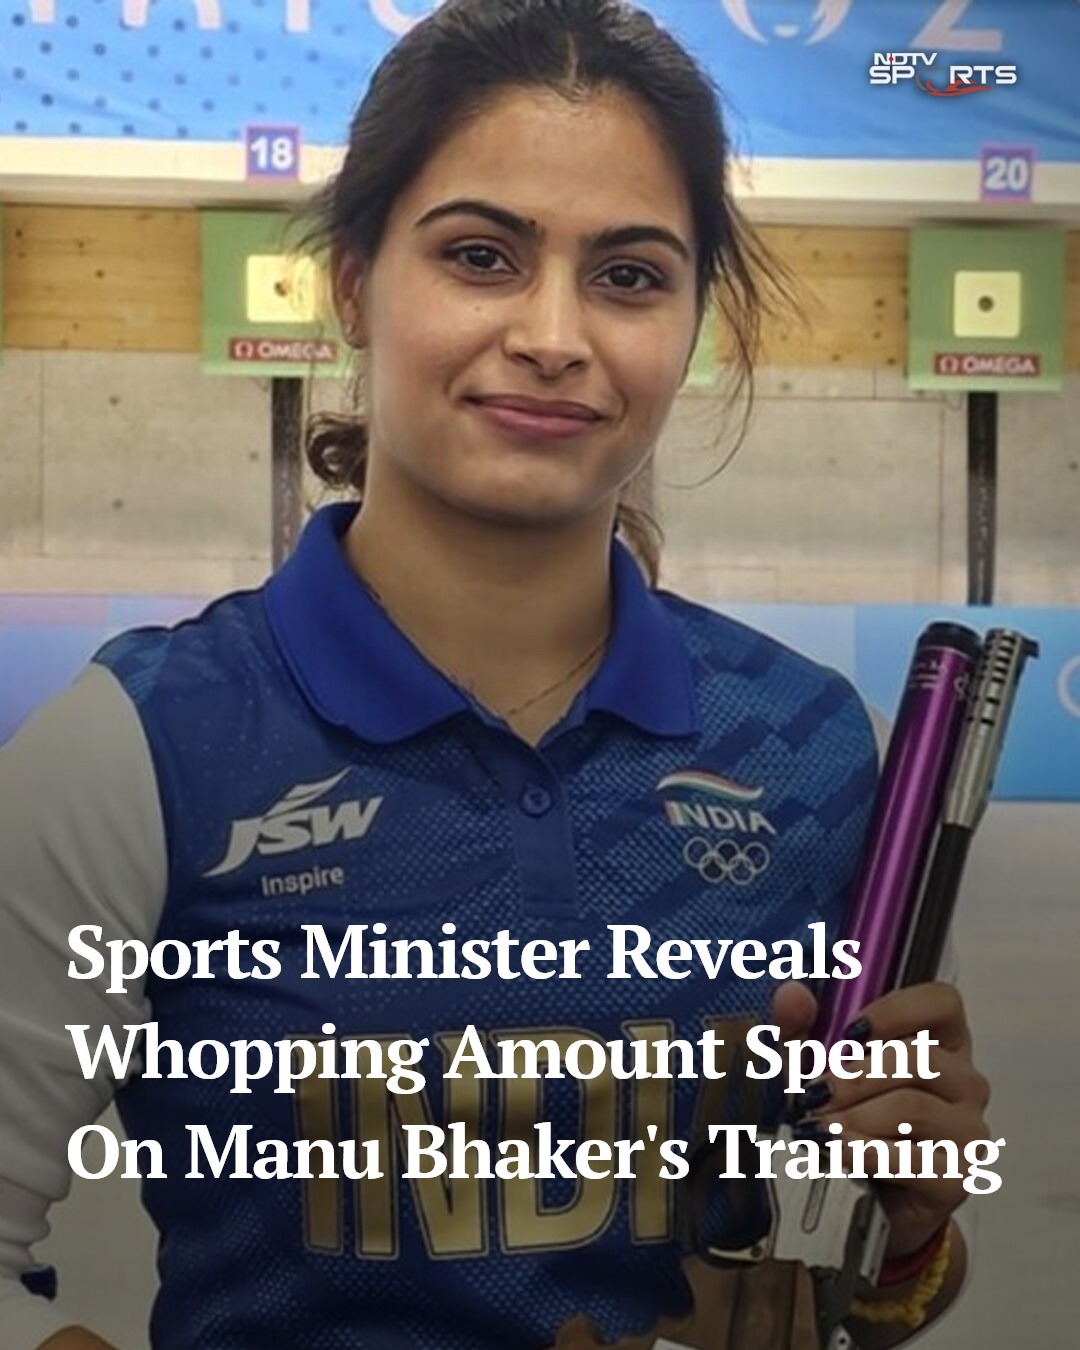 NDTV
SPORTS
18
20
Ω OMEGA
Ω OMEGA
JSW
Inspire
INDIA
Sports Minister Reveals
Whopping Amount Spent
On Manu Bhaker's Training
INDIA